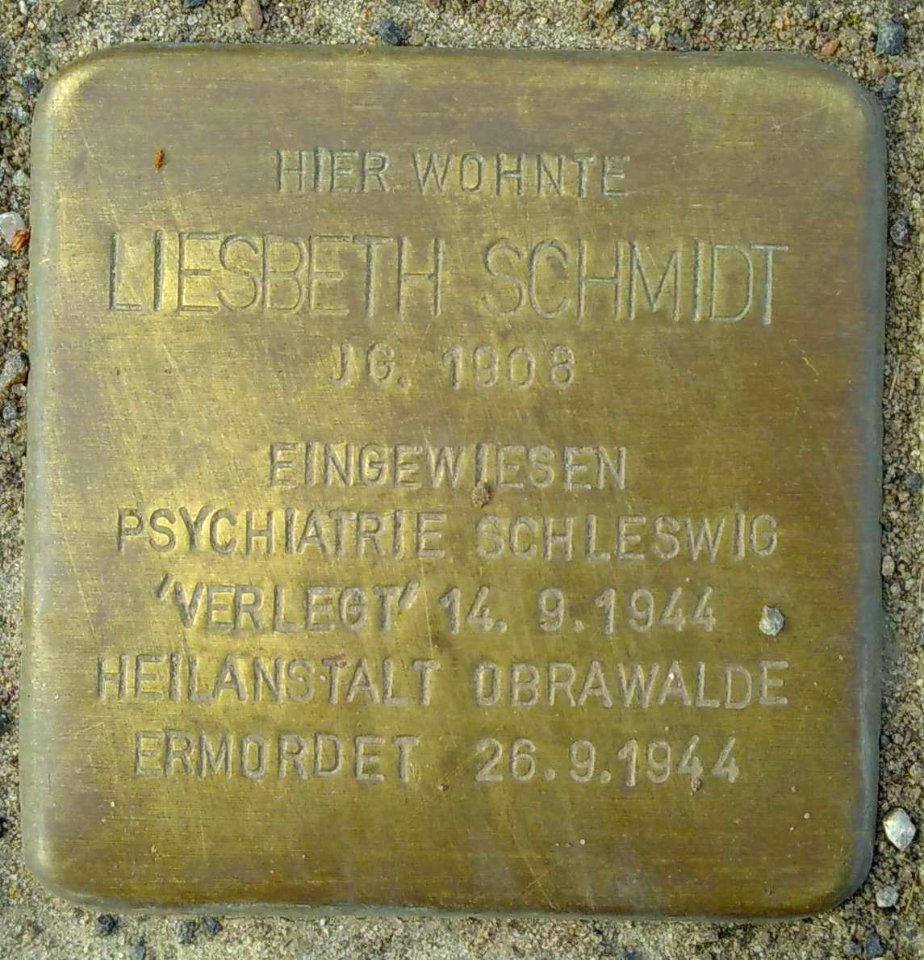 HIER WOHNTE
LIESBETH SCHMIDT
JG. 1908
EINGEWIESEN
PSYCHIATRIE SCHLESWIG
'VERLEGT' 14. 9.1944
HEILANSTALT OBRAWALDE
ERMORDET 26.9.1944